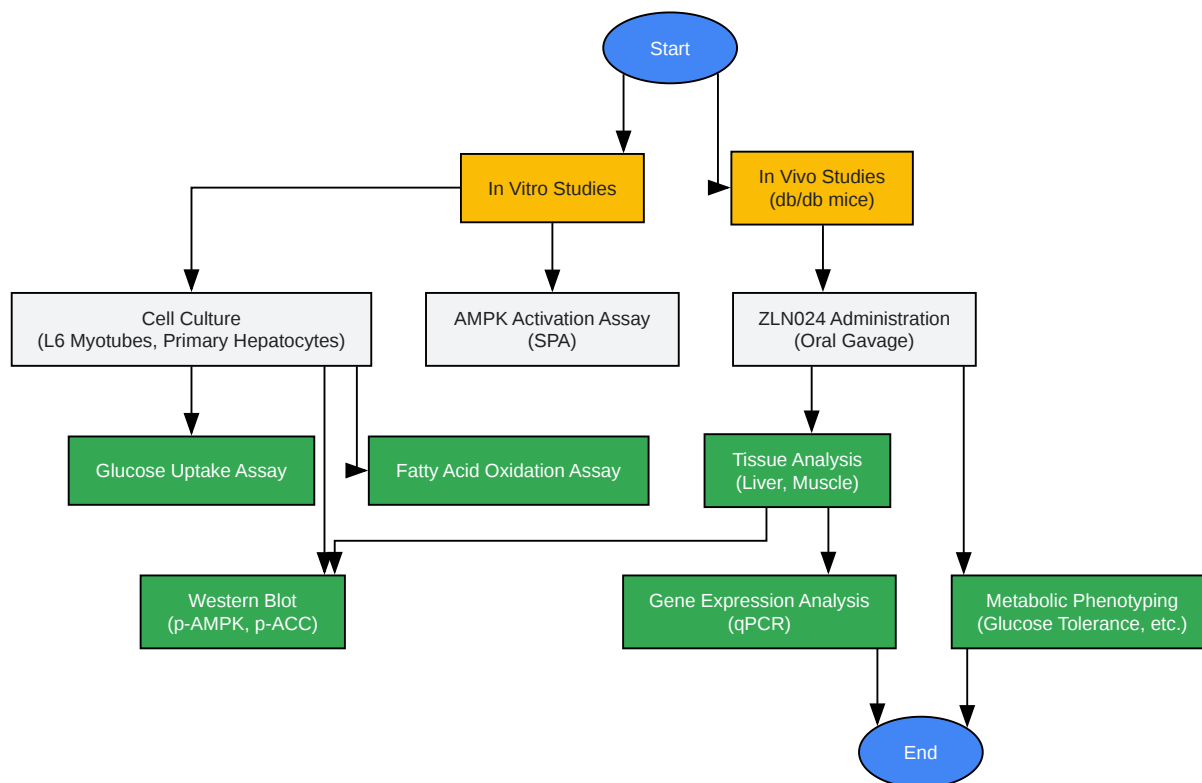 Start
In Vitro Studies
In Vivo Studies
(db/db mice)
Cell Culture
(L6 Myotubes, Primary Hepatocytes)
AMPK Activation Assay
(SPA)
ZLN024 Administration
(Oral Gavage)
Glucose Uptake Assay
Fatty Acid Oxidation Assay
Tissue Analysis
(Liver, Muscle)
Western Blot
(p-AMPK, p-ACC)
Gene Expression Analysis
(qPCR)
Metabolic Phenotyping
(Glucose Tolerance, etc.)
End